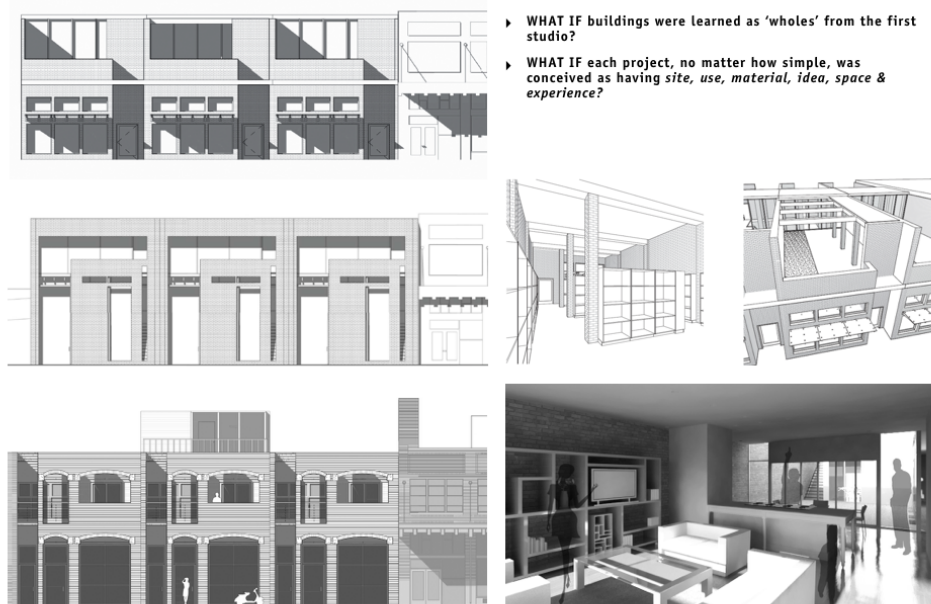 WHAT IF buildings were learned as ‘wholes’ from the first
studio?
WHAT IF each project, no matter how simple, was
conceived as having site, use, material, idea, space &
experience?